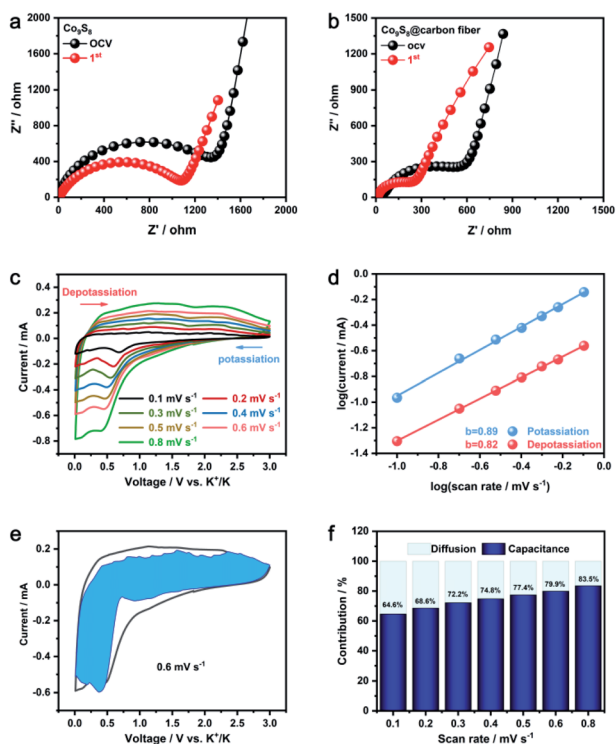 a
Co₉S₈
OCV
1ˢᵗ
2000
1600
1200
800
400
0
0 400 800 1200 1600 2000
Z'' / ohm
Z' / ohm
b
Co₉S₈@carbon fiber
ocv
1ˢᵗ
1500
1200
900
600
300
0
0 300 600 900 1500
Z'' / ohm
Z' / ohm
c
Depotassiation
potassiation
0.4
0.2
0.0
-0.2
-0.4
-0.6
-0.8
0.1 mV s⁻¹ 0.2 mV s⁻¹
0.3 mV s⁻¹ 0.4 mV s⁻¹
0.5 mV s⁻¹ 0.6 mV s⁻¹
0.8 mV s⁻¹
0.0 0.5 1.0 1.5 2.0 2.5 3.0
Current / mA
Voltage / V vs. K⁺/K
d
0.0
-0.2
-0.4
-0.6
-0.8
-1.0
-1.2
-1.4
b=0.89 Potassiation
b=0.82 Depotassiation
-1.0 -0.8 -0.6 -0.4 -0.2 0.0
log(current / mA)
log(scan rate / mV s⁻¹)
e
0.2
0.0
-0.2
-0.4
-0.6
0.6 mV s⁻¹
0.0 0.5 1.0 1.5 2.0 2.5 3.0
Current / mA
Voltage / V vs. K⁺/K
f
Diffusion Capacitance
120
100
80
60
40
20
0
64.6% 68.6% 72.2% 74.8% 77.4% 79.9% 83.5%
0.1 0.2 0.3 0.4 0.5 0.6 0.8
Contribution / %
Scan rate / mV s⁻¹